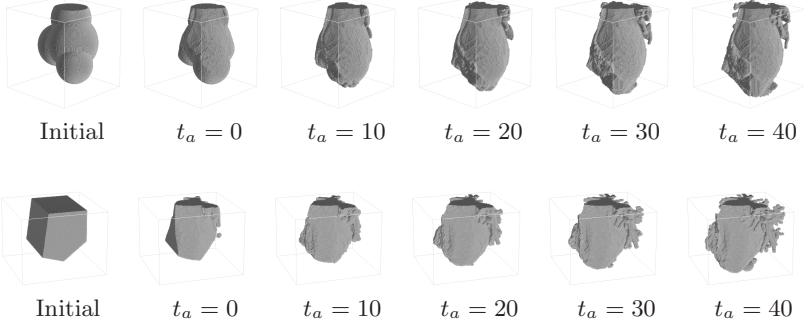 Initial t_a = 0 t_a = 10 t_a = 20 t_a = 30 t_a = 40
Initial t_a = 0 t_a = 10 t_a = 20 t_a = 30 t_a = 40